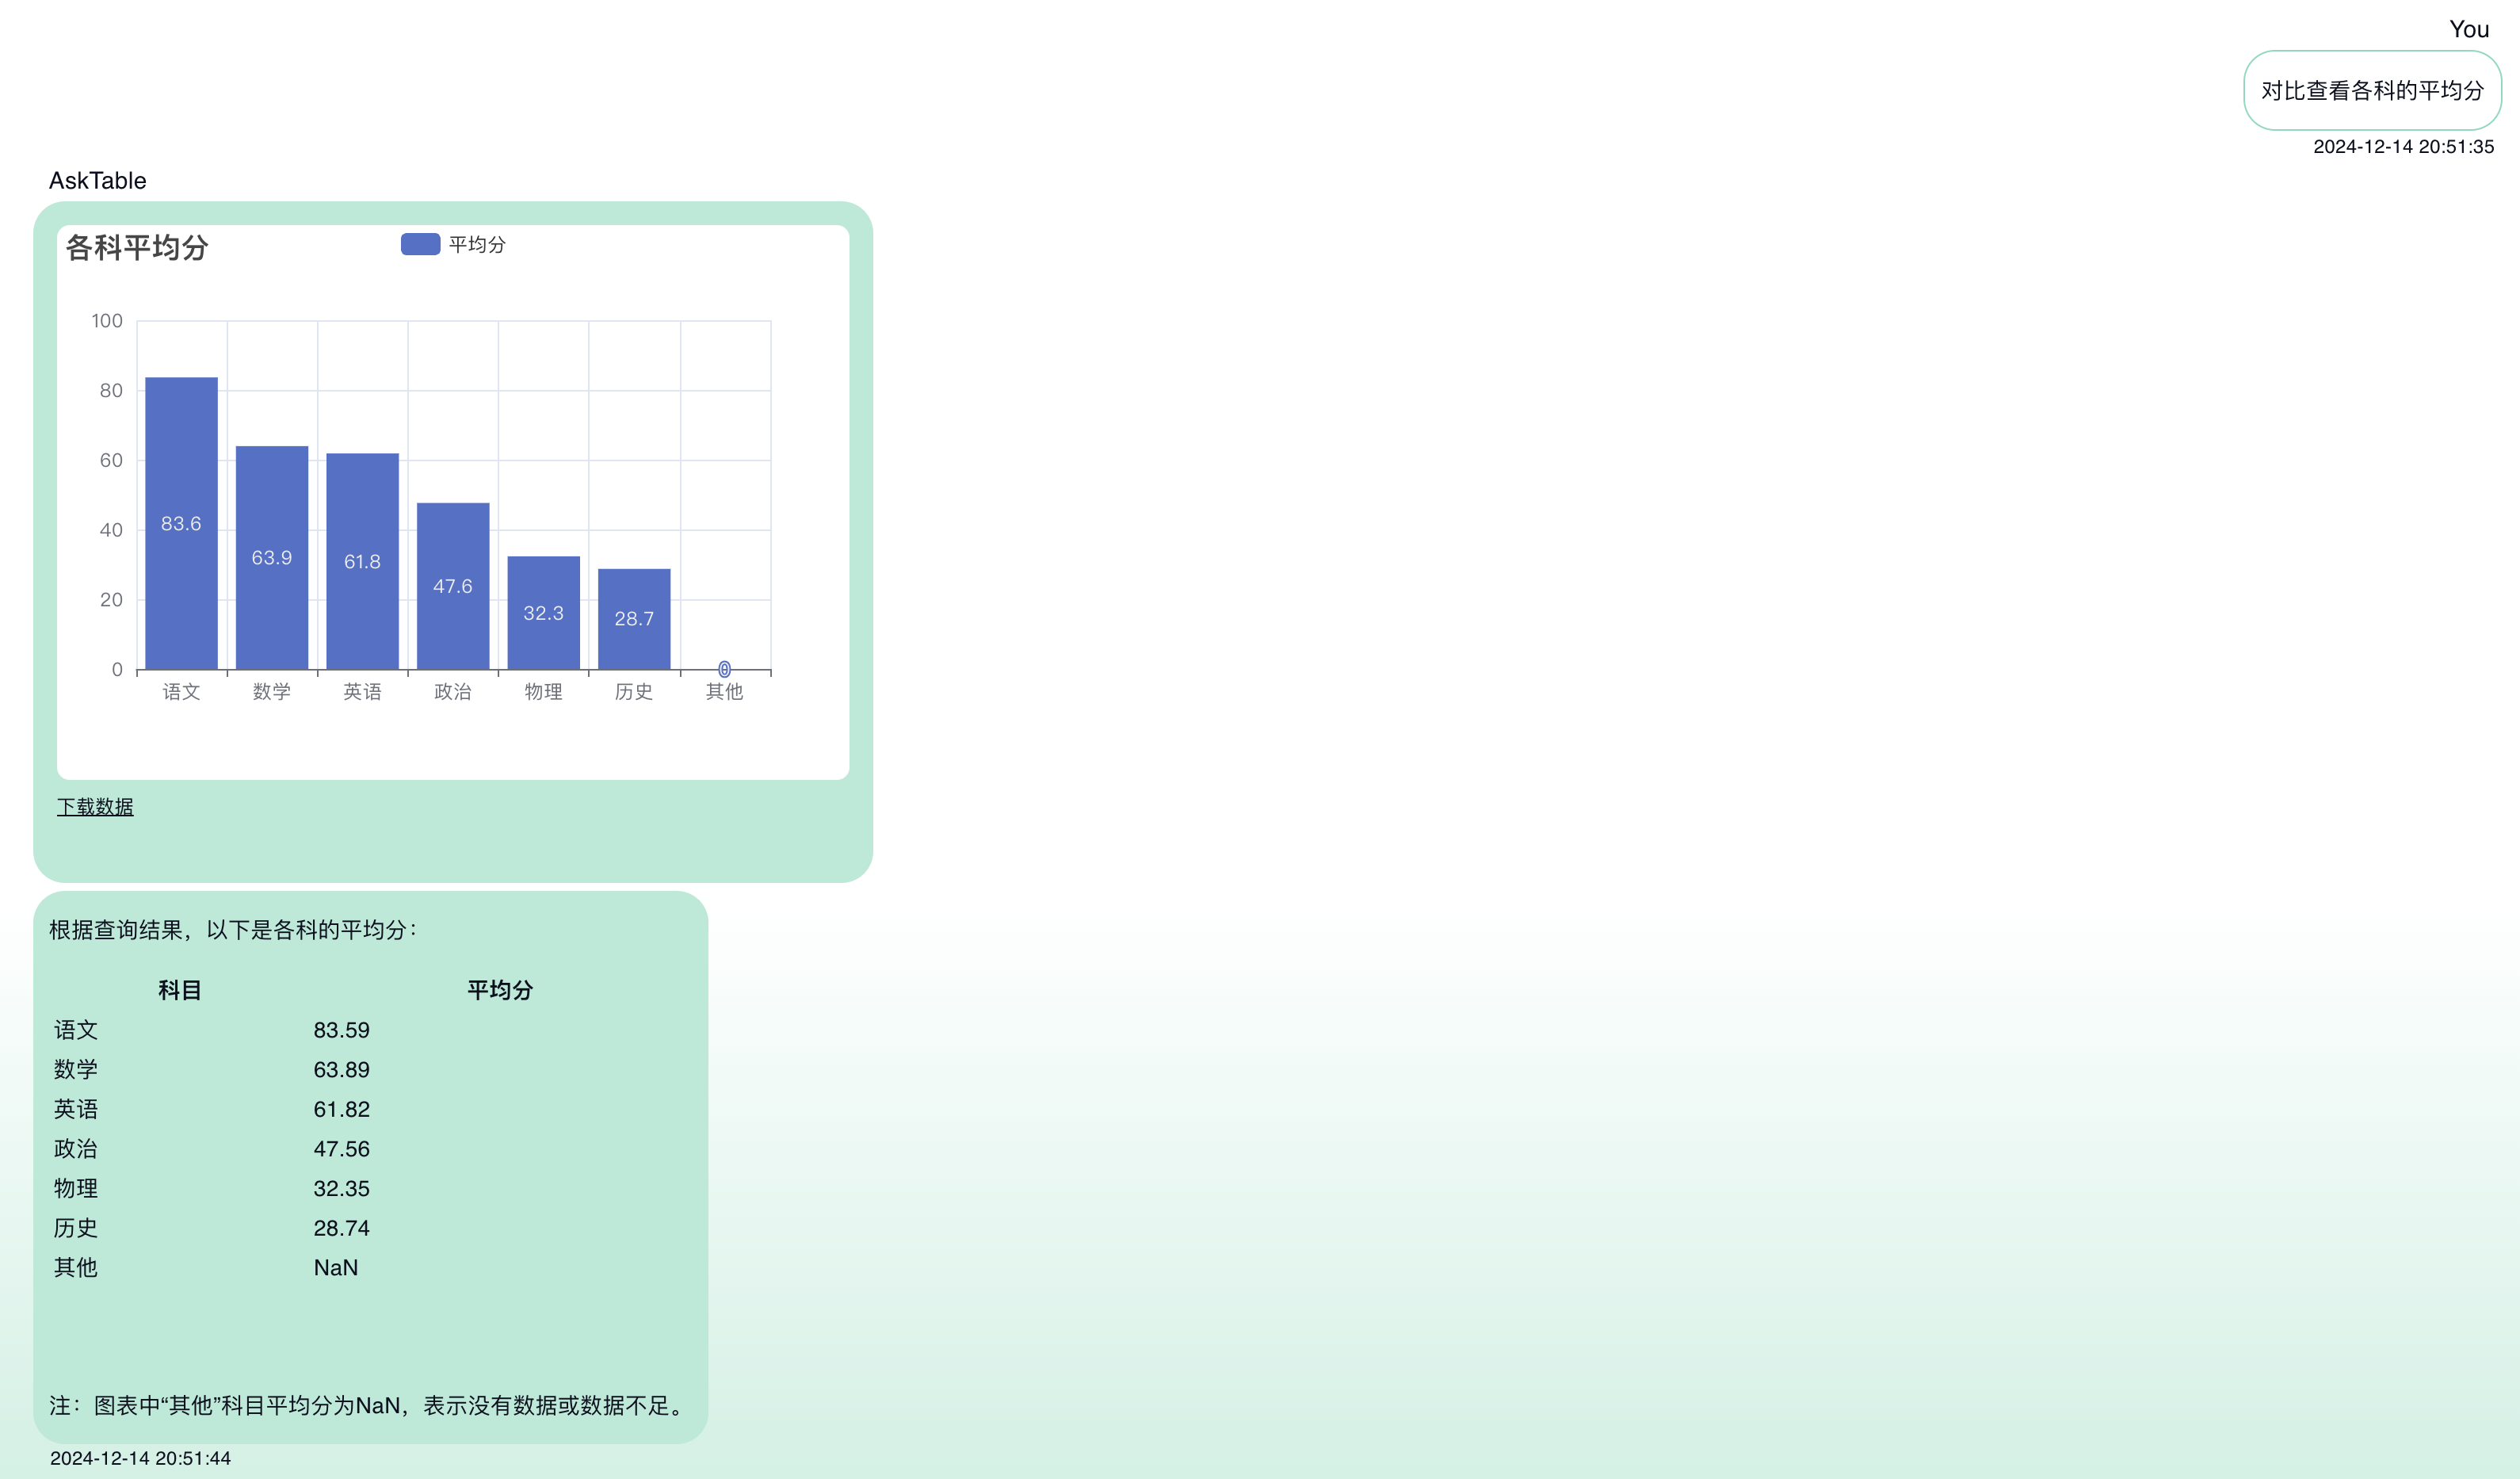 You
对比查看各科的平均分
2024-12-14 20:51:35
AskTable
各科平均分
平均分
100
80
60
40
20
0
83.6
63.9
61.8
47.6
32.3
28.7
0
语文 数学 英语 政治 物理 历史 其他
下载数据
根据查询结果，以下是各科的平均分：
科目 平均分
语文 83.59
数学 63.89
英语 61.82
政治 47.56
物理 32.35
历史 28.74
其他 NaN
注：图表中“其他”科目平均分为NaN，表示没有数据或数据不足。
2024-12-14 20:51:44